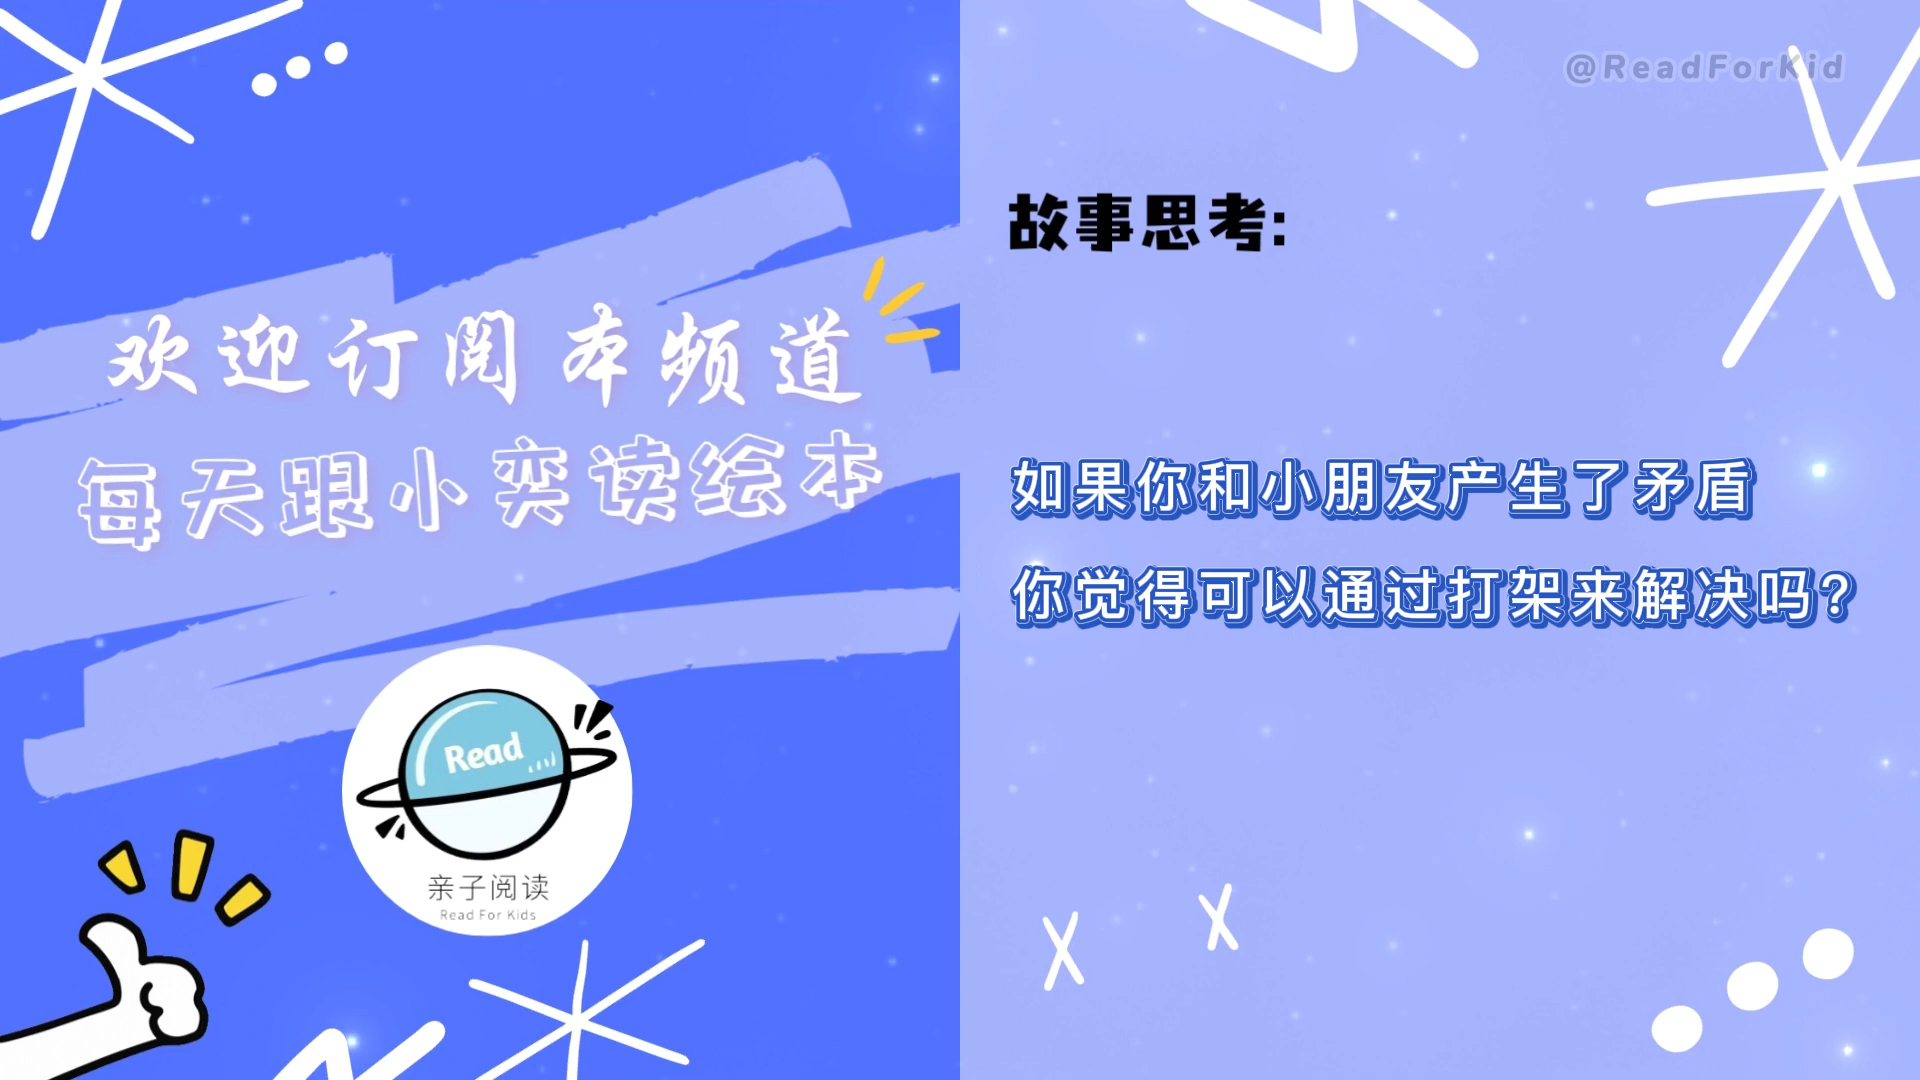 欢迎订阅本频道
每天跟小奕读绘本
Read
亲子阅读
Read For Kids
@ReadForKid
故事思考:
如果你和小朋友产生了矛盾
你觉得可以通过打架来解决吗?